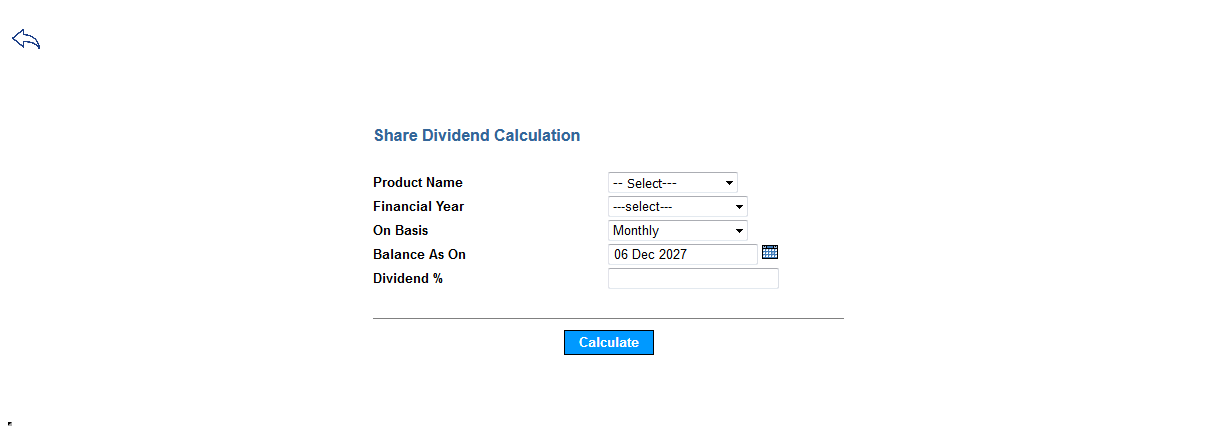 Share Dividend Calculation
Product Name -- Select---
Financial Year ---select---
On Basis Monthly
Balance As On 06 Dec 2027
Dividend %
Calculate